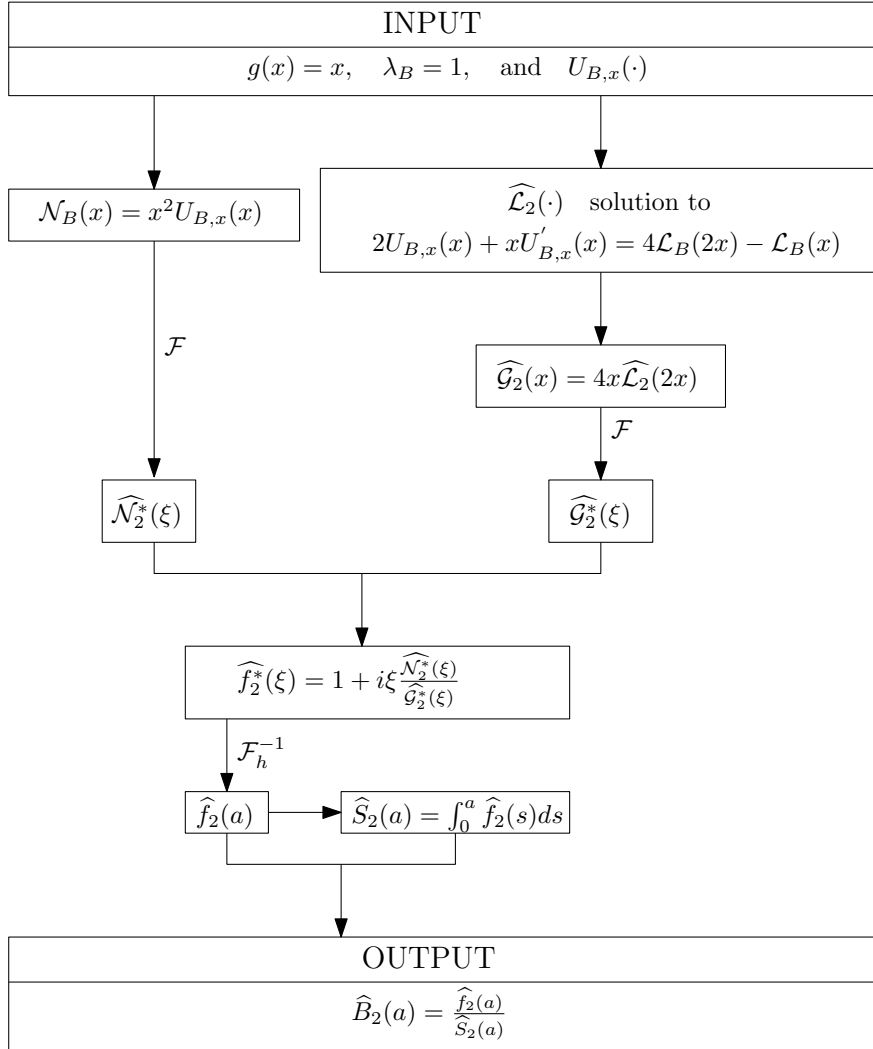 INPUT
g(x) = x, λ_B = 1, and U_{B,x}(·)
𝒩_B(x) = x²U_{B,x}(x)
\widehat{ℒ_2}(·) solution to
2U_{B,x}(x) + xU'_{B,x}(x) = 4ℒ_B(2x) − ℒ_B(x)
ℱ
\widehat{𝒢_2}(x) = 4x\widehat{ℒ_2}(2x)
ℱ
\widehat{𝒩_2^*}(ξ)
\widehat{𝒢_2^*}(ξ)
\widehat{f_2^*}(ξ) = 1 + iξ \frac{\widehat{𝒩_2^*}(ξ)}{\widehat{𝒢_2^*}(ξ)}
ℱ_h^{-1}
\widehat{f_2}(a)
\widehat{S}_2(a) = ∫_0^a \widehat{f_2}(s)ds
OUTPUT
\widehat{B}_2(a) = \frac{\widehat{f_2}(a)}{\widehat{S}_2(a)}